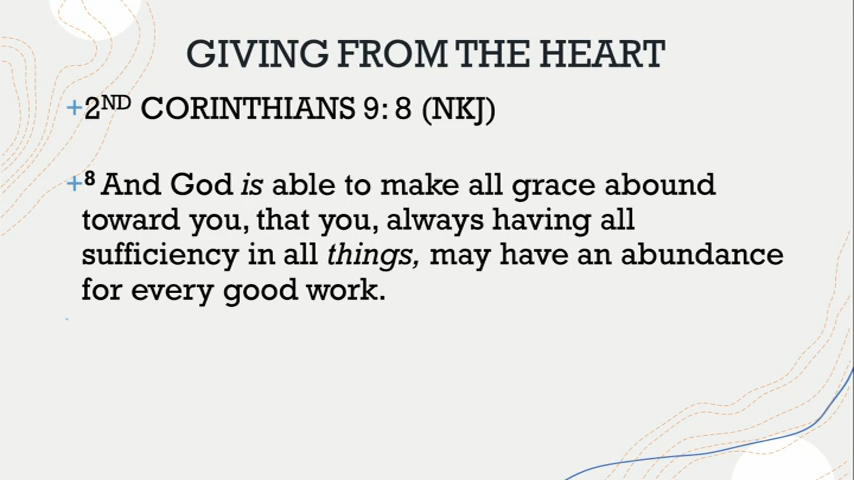 GIVING FROM THE HEART
+2ND CORINTHIANS 9: 8 (NKJ)
+8 And God is able to make all grace abound
toward you, that you, always having all
sufficiency in all things, may have an abundance
for every good work.